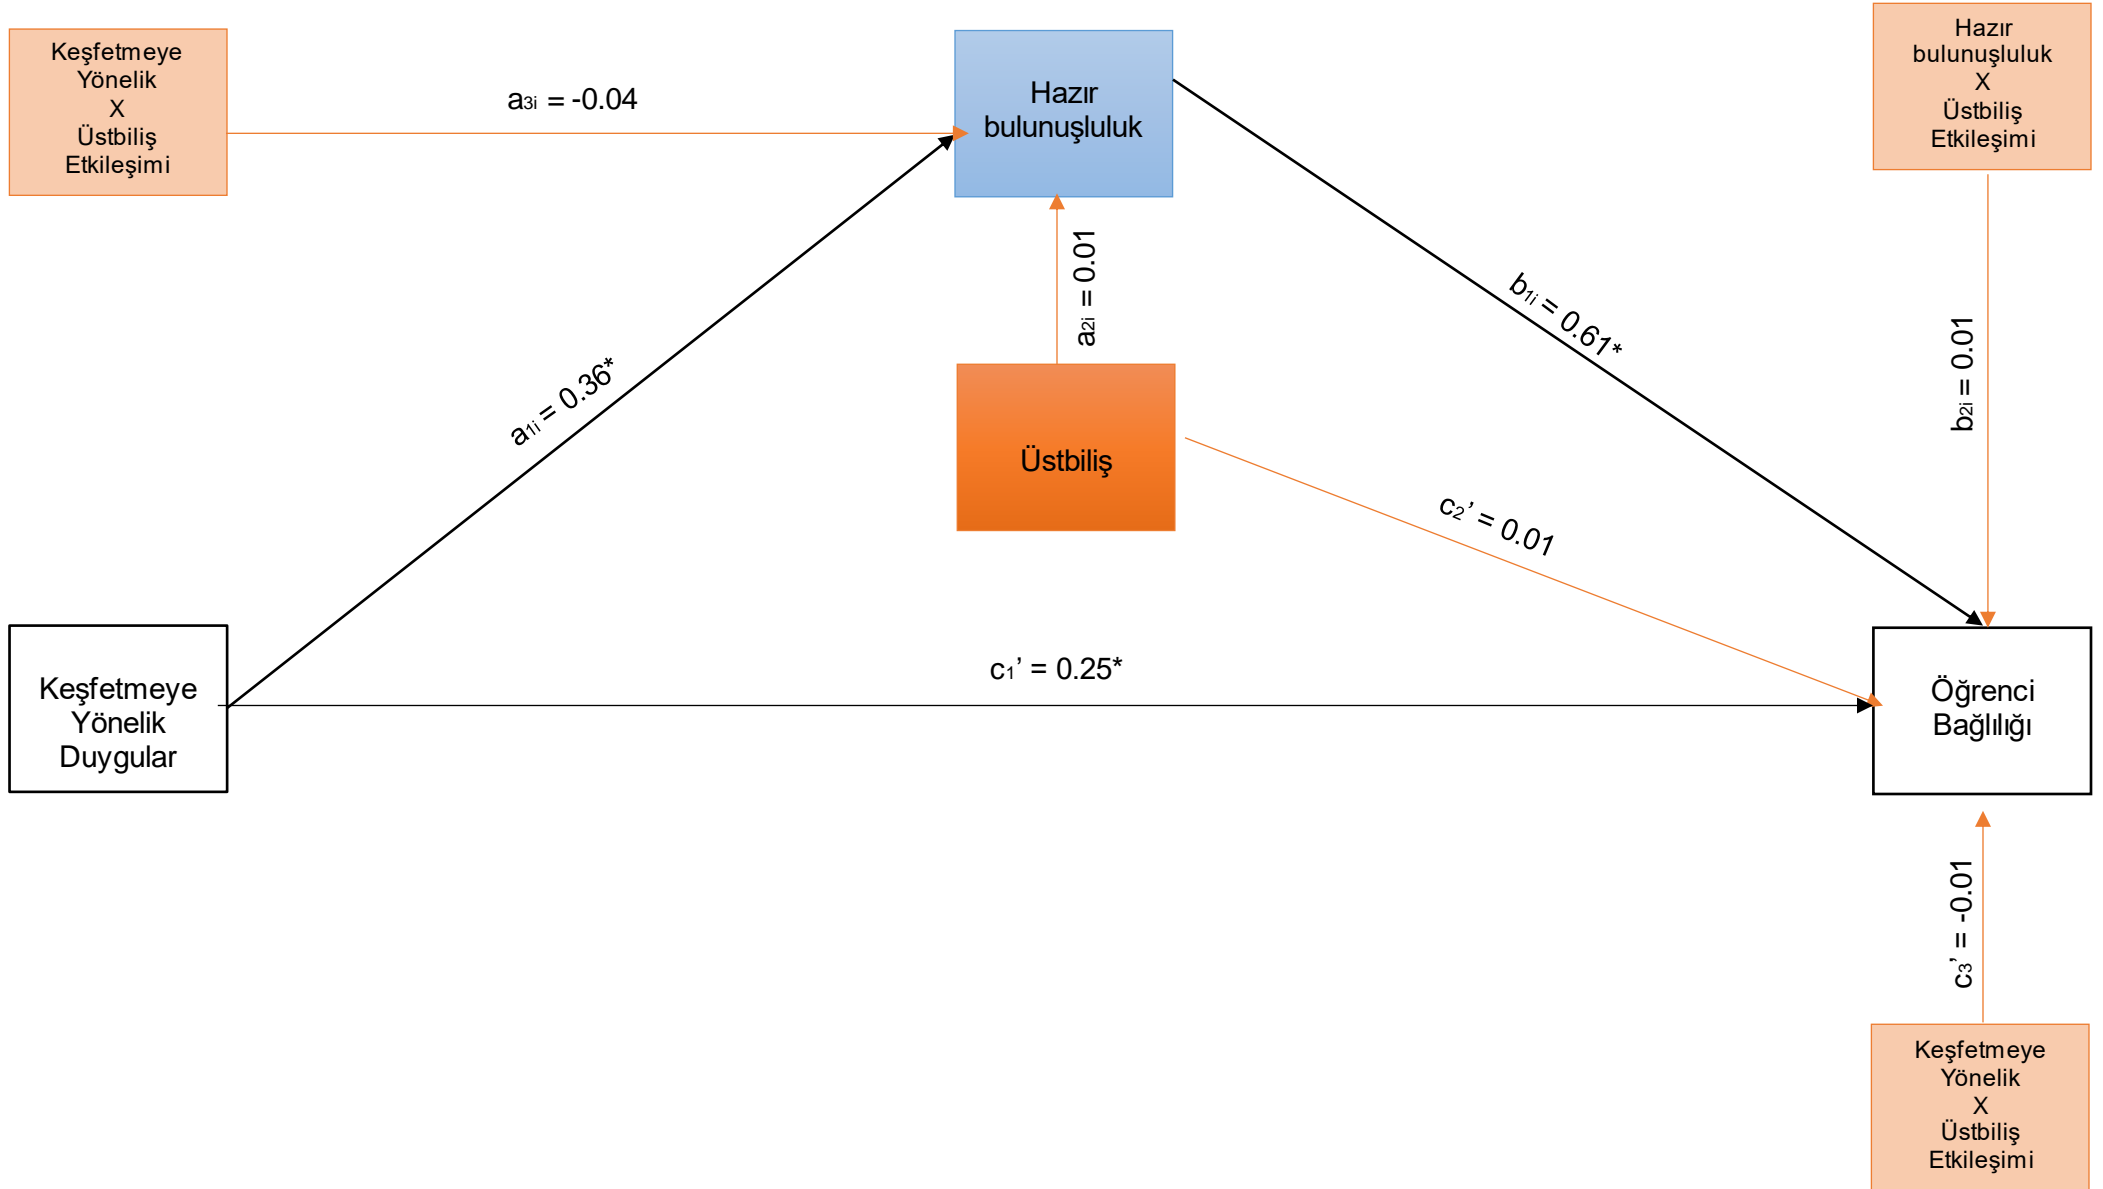 Keşfetmeye
Yönelik
X
Üstbiliş
Etkileşimi
a3i = -0.04
Hazır
bulunuşluluk
Hazır
bulunuşluluk
X
Üstbiliş
Etkileşimi
a2i = 0.01
b1i = 0.61*
b2i = 0.01
a1i = 0.36*
Üstbiliş
c2’ = 0.01
Keşfetmeye
Yönelik
Duygular
c1’ = 0.25*
Öğrenci
Bağlılığı
c3’ = -0.01
Keşfetmeye
Yönelik
X
Üstbiliş
Etkileşimi